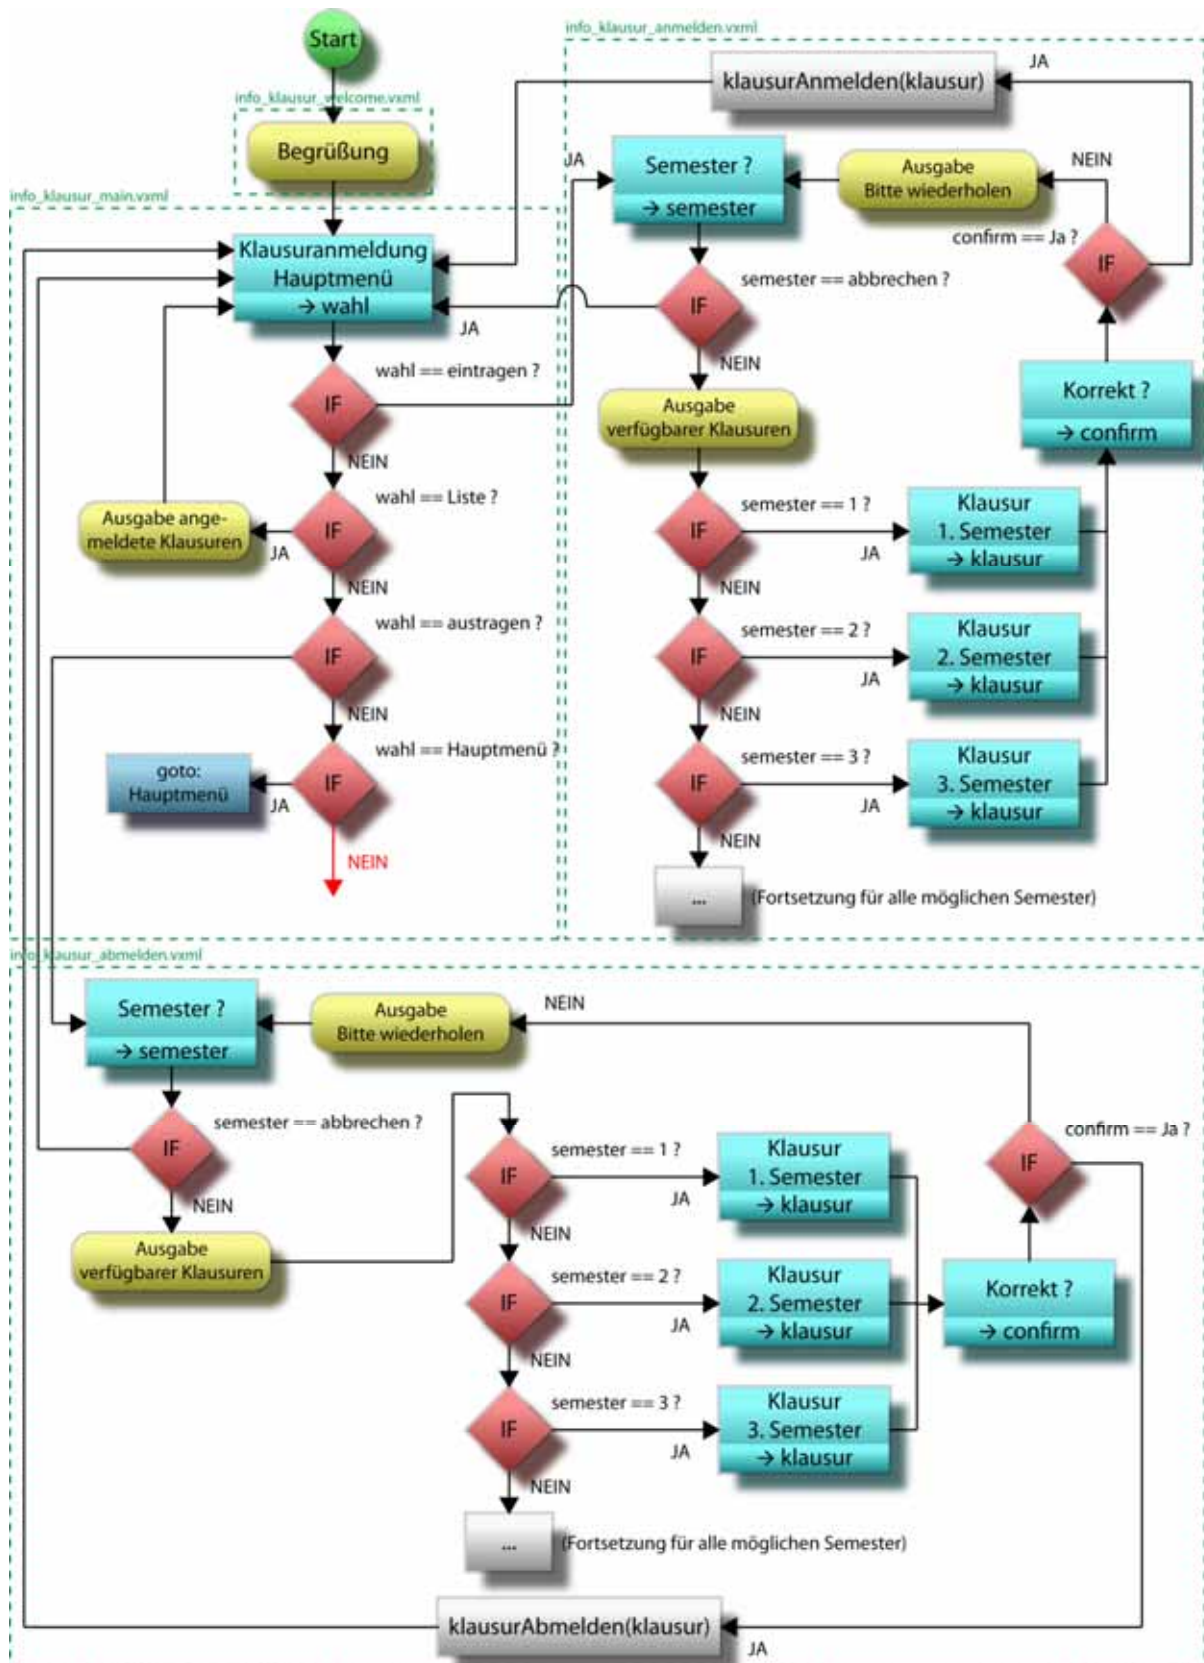 Start
info_klausur_welcome.vxml
Begrüßung
info_klausur_main.vxml
Klausuranmeldung
Hauptmenü
→ wahl
wahl == eintragen ?
IF
JA
NEIN
wahl == Liste ?
IF
JA
Ausgabe ange-
meldete Klausuren
NEIN
wahl == austragen ?
IF
NEIN
wahl == Hauptmenü ?
IF
JA
goto:
Hauptmenü
NEIN
info_klausur_anmelden.vxml
klausurAnmelden(klausur)
JA
Semester ?
→ semester
Ausgabe
Bitte wiederholen
NEIN
confirm == Ja ?
IF
semester == abbrechen ?
IF
JA
NEIN
Ausgabe
verfügbarer Klausuren
Korrekt ?
→ confirm
semester == 1 ?
IF
JA
Klausur
1. Semester
→ klausur
NEIN
semester == 2 ?
IF
JA
Klausur
2. Semester
→ klausur
NEIN
semester == 3 ?
IF
JA
Klausur
3. Semester
→ klausur
NEIN
...
(Fortsetzung für alle möglichen Semester)
info_klausur_abmelden.vxml
Semester ?
→ semester
Ausgabe
Bitte wiederholen
NEIN
semester == abbrechen ?
IF
NEIN
Ausgabe
verfügbarer Klausuren
semester == 1 ?
IF
JA
Klausur
1. Semester
→ klausur
NEIN
semester == 2 ?
IF
JA
Klausur
2. Semester
→ klausur
NEIN
semester == 3 ?
IF
JA
Klausur
3. Semester
→ klausur
NEIN
...
(Fortsetzung für alle möglichen Semester)
confirm == Ja ?
IF
Korrekt ?
→ confirm
klausurAbmelden(klausur)
JA